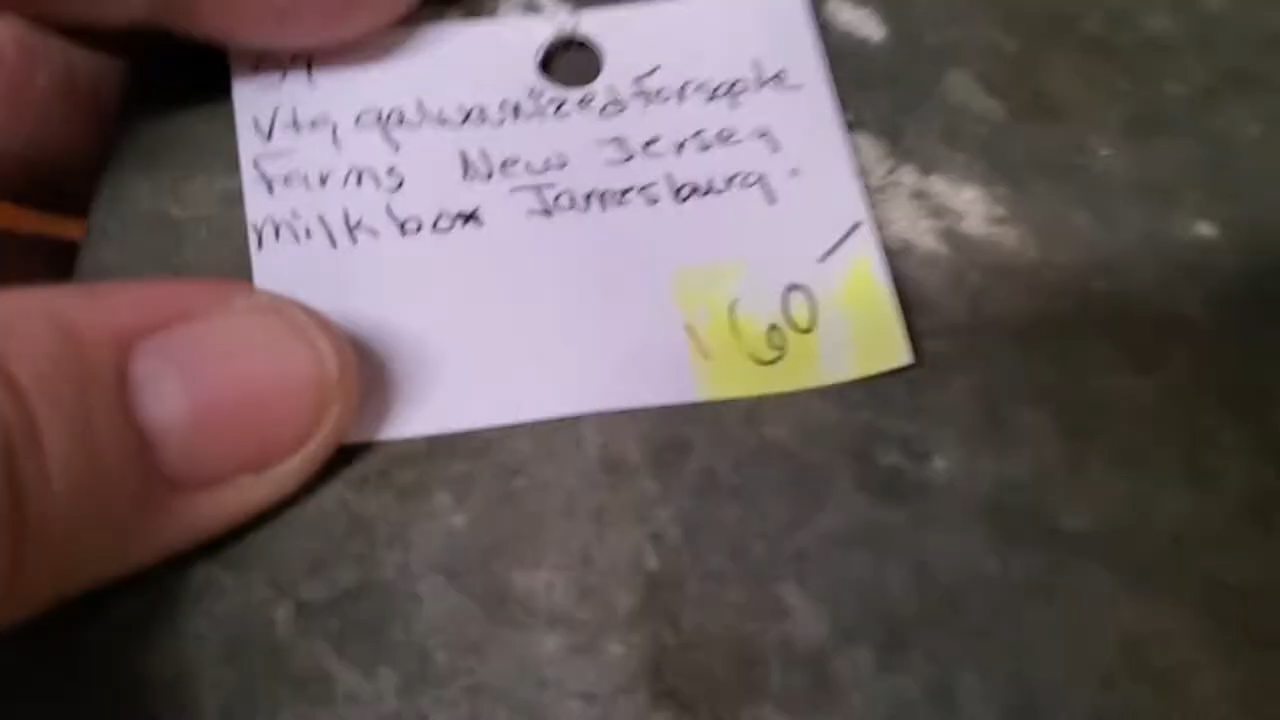 Vtg galvanized Forsgate
Farms New Jersey
milk box Jamesburg.
160 -